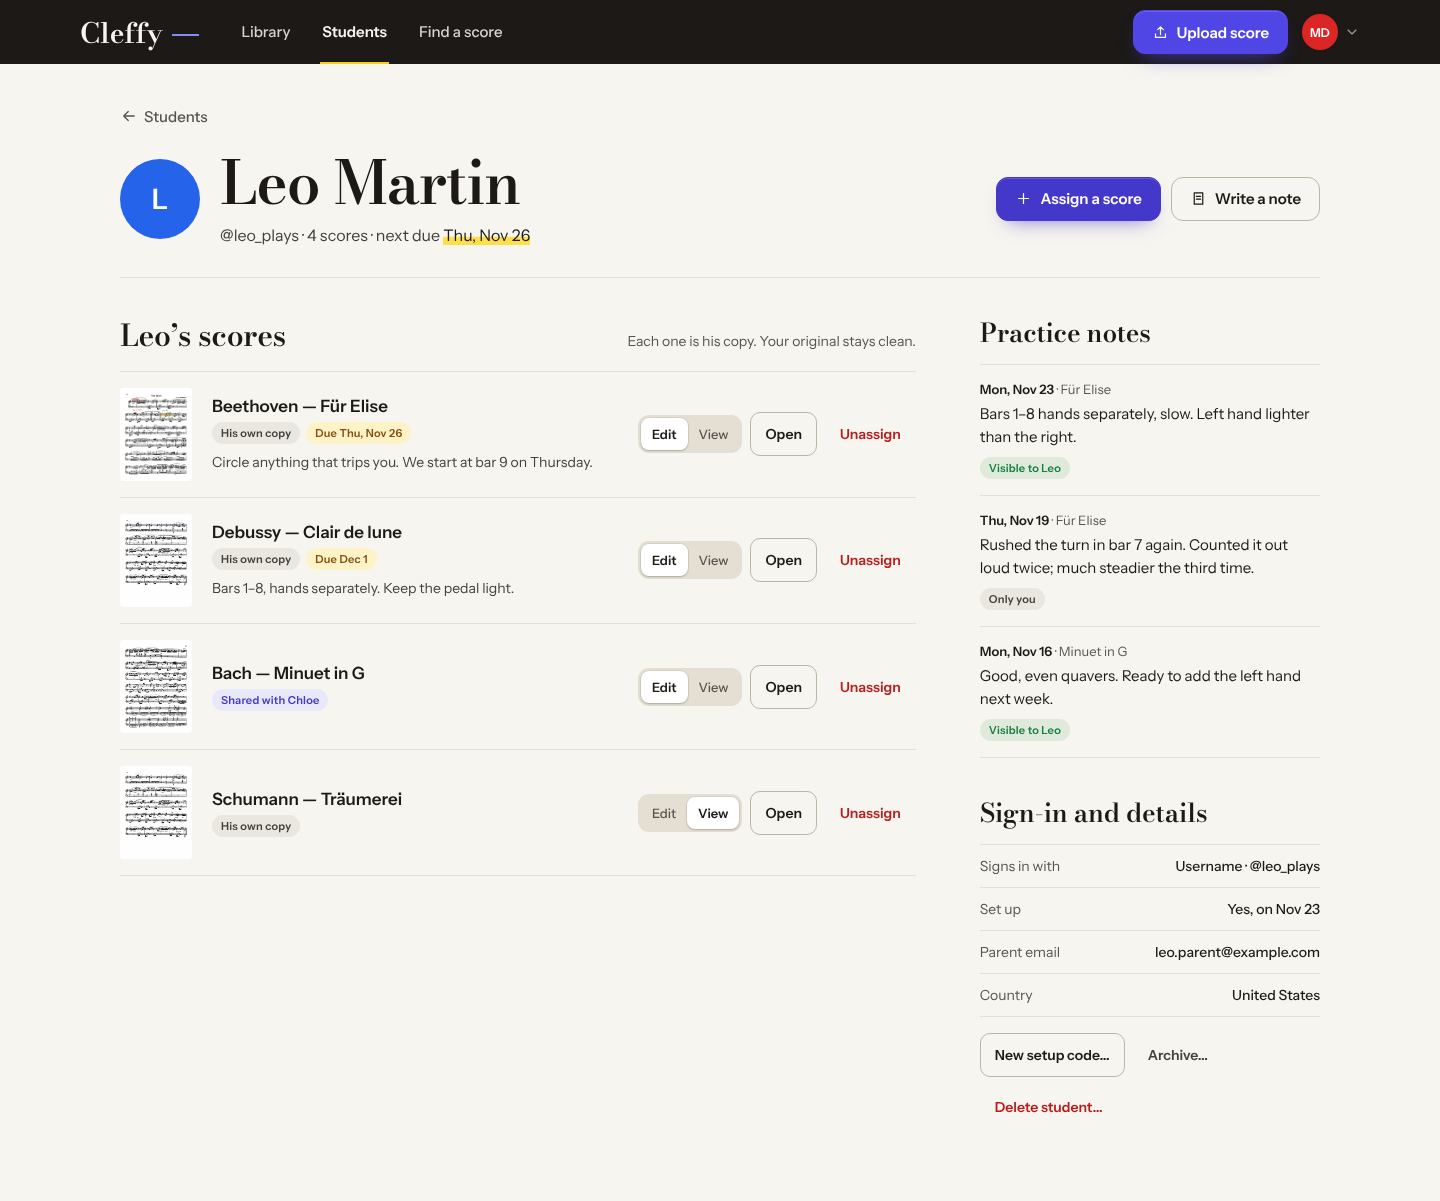 Cleffy
Library
Students
Find a score
Upload score
MD
Students
L
Leo Martin
@leo_plays · 4 scores · next due Thu, Nov 26
Assign a score
Write a note
Leo’s scores
Each one is his copy. Your original stays clean.
Beethoven — Für Elise
His own copy
Due Thu, Nov 26
Circle anything that trips you. We start at bar 9 on Thursday.
Edit
View
Open
Unassign
Debussy — Clair de lune
His own copy
Due Dec 1
Bars 1–8, hands separately. Keep the pedal light.
Edit
View
Open
Unassign
Bach — Minuet in G
Shared with Chloe
Edit
View
Open
Unassign
Schumann — Träumerei
His own copy
Edit
View
Open
Unassign
Practice notes
Mon, Nov 23 · Für Elise
Bars 1–8 hands separately, slow. Left hand lighter
than the right.
Visible to Leo
Thu, Nov 19 · Für Elise
Rushed the turn in bar 7 again. Counted it out
loud twice; much steadier the third time.
Only you
Mon, Nov 16 · Minuet in G
Good, even quavers. Ready to add the left hand
next week.
Visible to Leo
Sign-in and details
Signs in with
Username · @leo_plays
Set up
Yes, on Nov 23
Parent email
leo.parent@example.com
Country
United States
New setup code…
Archive…
Delete student…